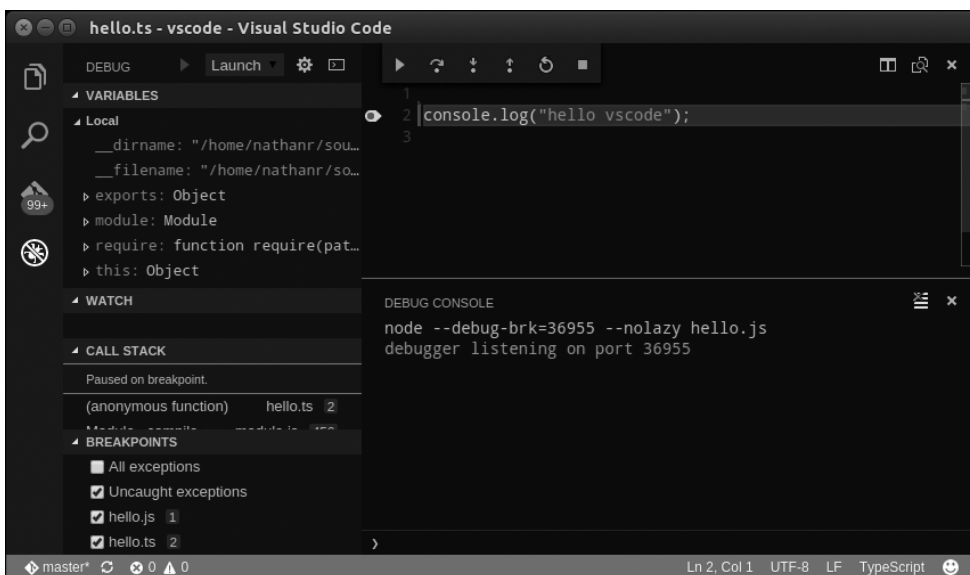 hello.ts - vscode - Visual Studio Code
DEBUG Launch
VARIABLES
Local
__dirname: "/home/nathanr/sou…
__filename: "/home/nathanr/so…
exports: Object
module: Module
require: function require(pat…
this: Object
WATCH
CALL STACK
Paused on breakpoint.
(anonymous function) hello.ts 2
BREAKPOINTS
All exceptions
Uncaught exceptions
hello.js 1
hello.ts 2
99+
1
2 console.log("hello vscode");
3
DEBUG CONSOLE
node --debug-brk=36955 --nolazy hello.js
debugger listening on port 36955
master* 0 0 Ln 2, Col 1 UTF-8 LF TypeScript